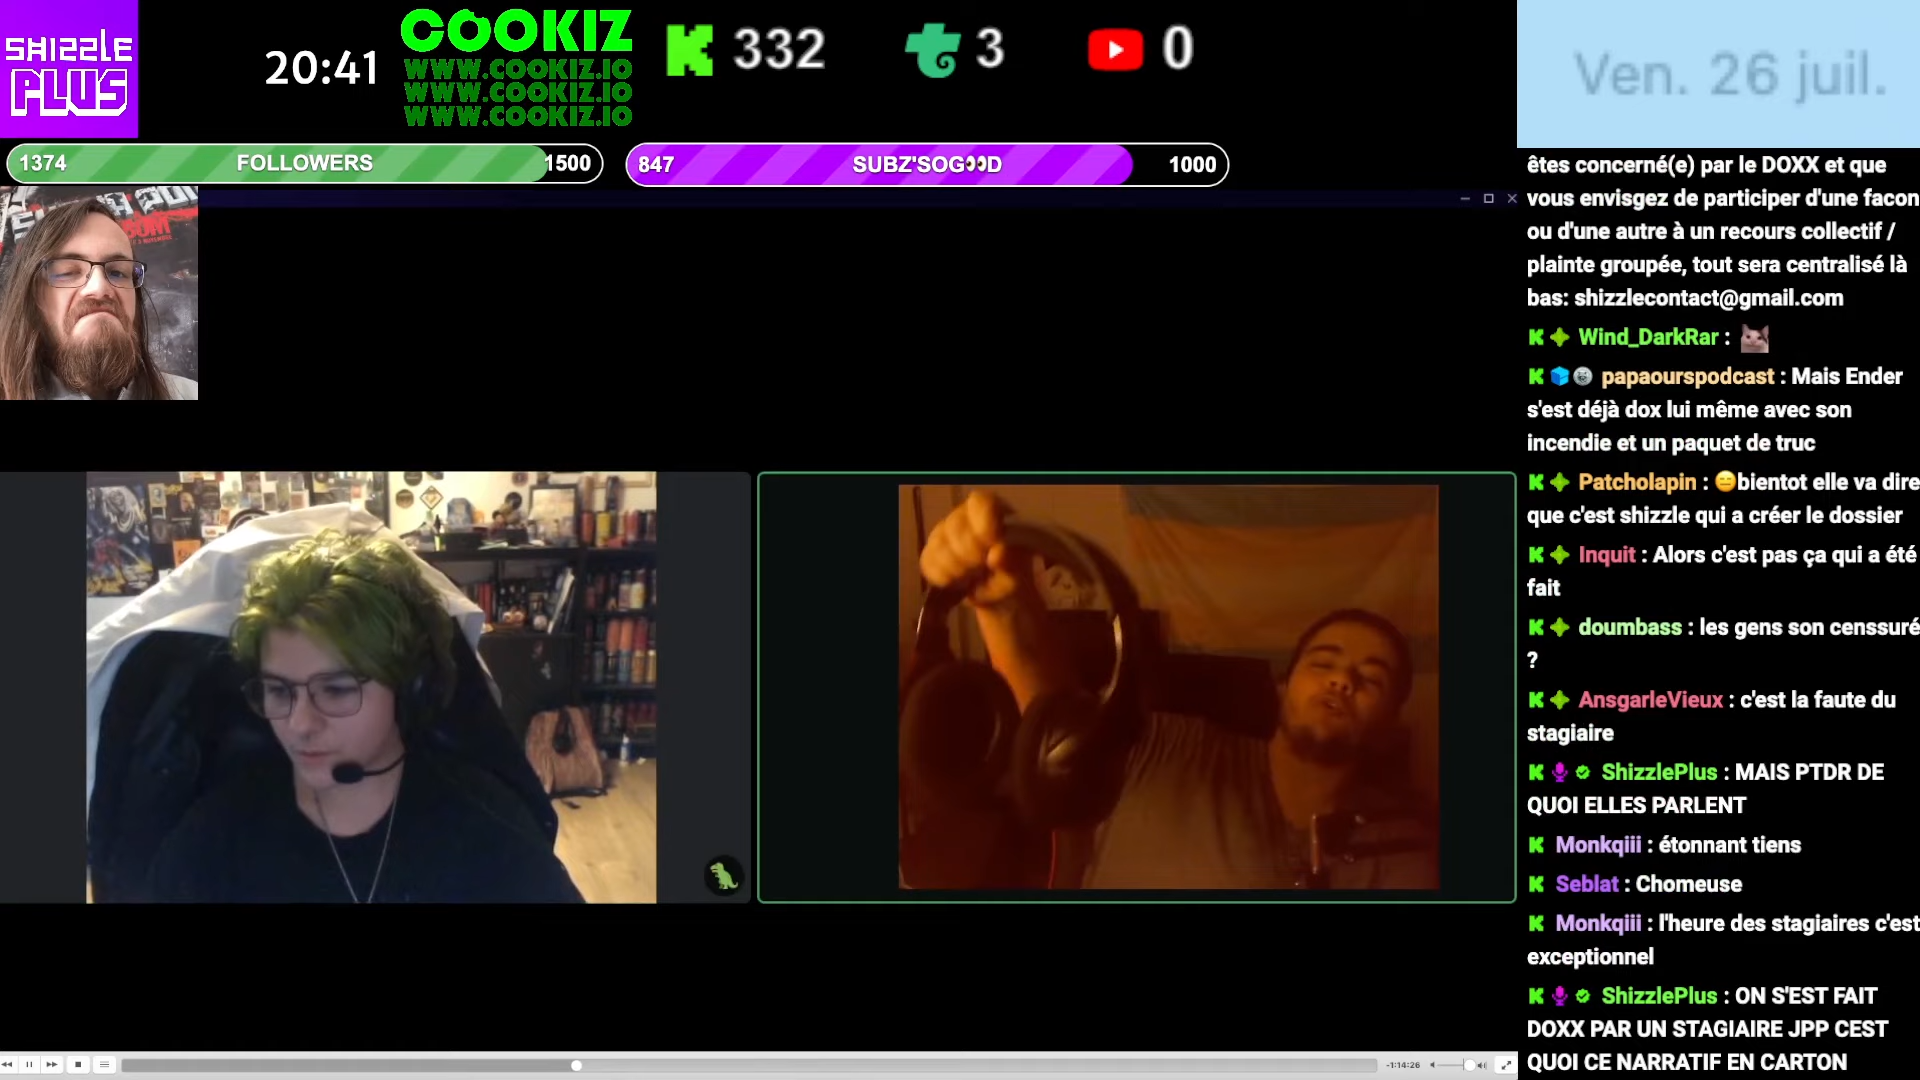 SHIZZLE
PLUS
20:41
COOKIZ
WWW.COOKIZ.IO
WWW.COOKIZ.IO
WWW.COOKIZ.IO
332
3
0
Ven. 26 juil.
1374 FOLLOWERS 1500
847 SUBZ'SOG👀D 1000
êtes concerné(e) par le DOXX et que
vous envisgez de participer d'une facon
ou d'une autre à un recours collectif /
plainte groupée, tout sera centralisé là
bas: shizzlecontact@gmail.com
Wind_DarkRar :
papaourspodcast : Mais Ender
s'est déjà dox lui même avec son
incendie et un paquet de truc
Patcholapin : 😑bientot elle va dire
que c'est shizzle qui a créer le dossier
Inquit : Alors c'est pas ça qui a été
fait
doumbass : les gens son censsuré
?
AnsgarleVieux : c'est la faute du
stagiaire
ShizzlePlus : MAIS PTDR DE
QUOI ELLES PARLENT
Monkqiii : étonnant tiens
Seblat : Chomeuse
Monkqiii : l'heure des stagiaires c'est
exceptionnel
ShizzlePlus : ON S'EST FAIT
DOXX PAR UN STAGIAIRE JPP CEST
QUOI CE NARRATIF EN CARTON
-1:14:26